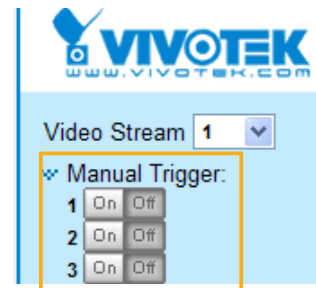 VIVOTEK
www.vivotek.com
Video Stream 1
Manual Trigger:
1 On Off
2 On Off
3 On Off